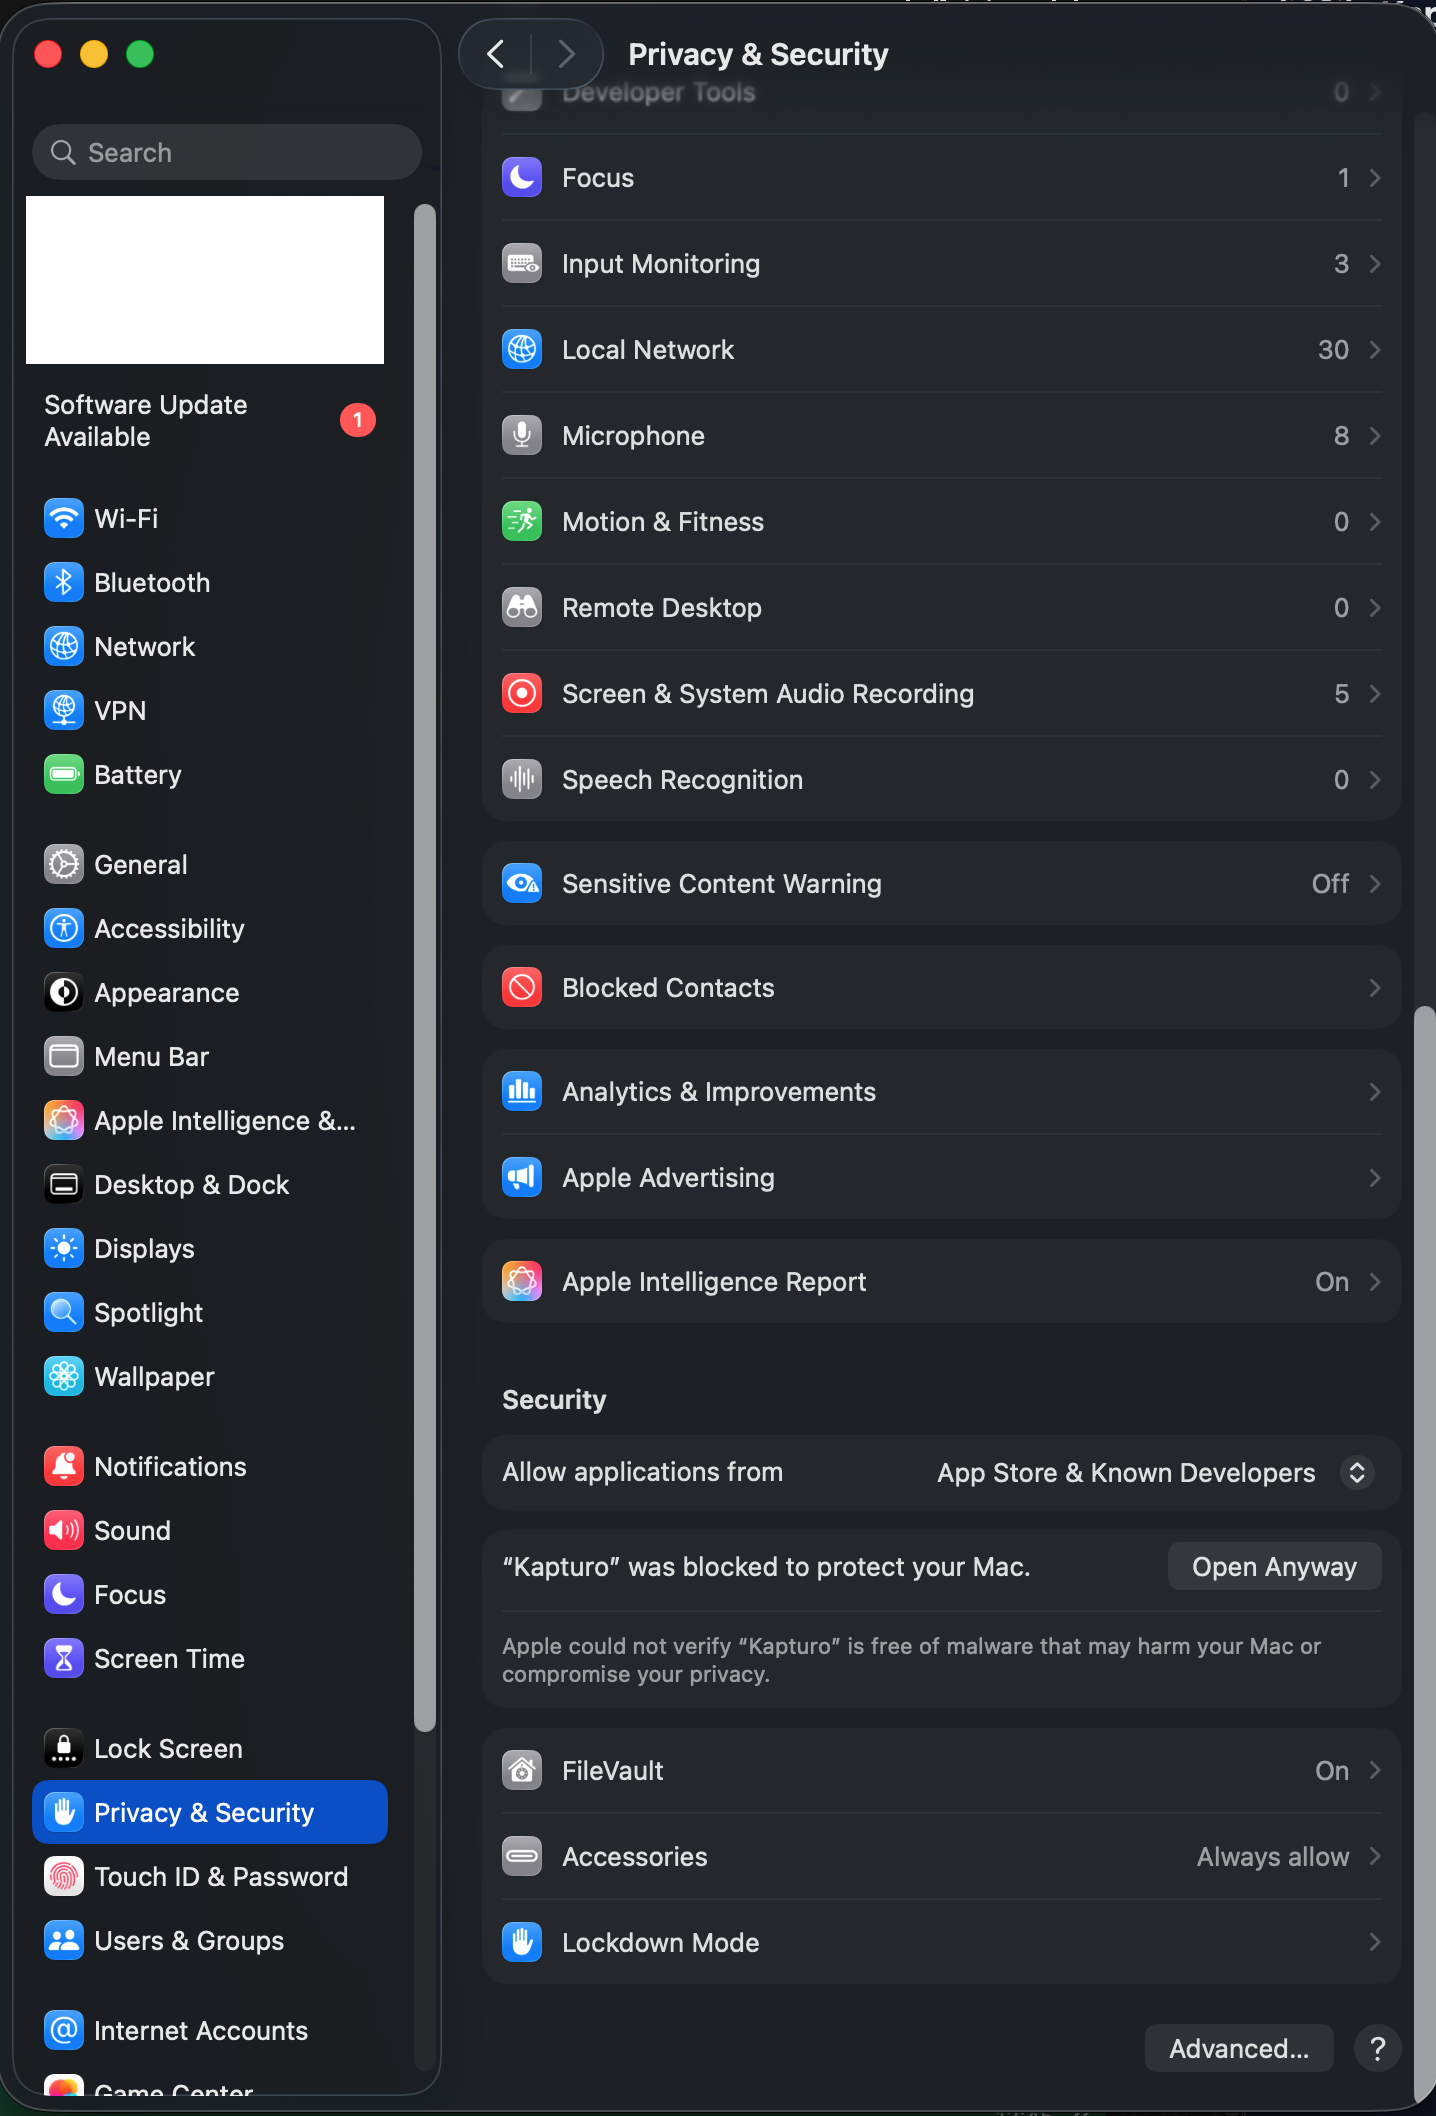 Privacy & Security
Search
Software Update
Available
1
Wi-Fi
Bluetooth
Network
VPN
Battery
General
Accessibility
Appearance
Menu Bar
Apple Intelligence &...
Desktop & Dock
Displays
Spotlight
Wallpaper
Notifications
Sound
Focus
Screen Time
Lock Screen
Privacy & Security
Touch ID & Password
Users & Groups
Internet Accounts
Game Center
Developer Tools 0
Focus 1
Input Monitoring 3
Local Network 30
Microphone 8
Motion & Fitness 0
Remote Desktop 0
Screen & System Audio Recording 5
Speech Recognition 0
Sensitive Content Warning Off
Blocked Contacts
Analytics & Improvements
Apple Advertising
Apple Intelligence Report On
Security
Allow applications from App Store & Known Developers
“Kapturo” was blocked to protect your Mac. Open Anyway
Apple could not verify “Kapturo” is free of malware that may harm your Mac or
compromise your privacy.
FileVault On
Accessories Always allow
Lockdown Mode
Advanced... ?